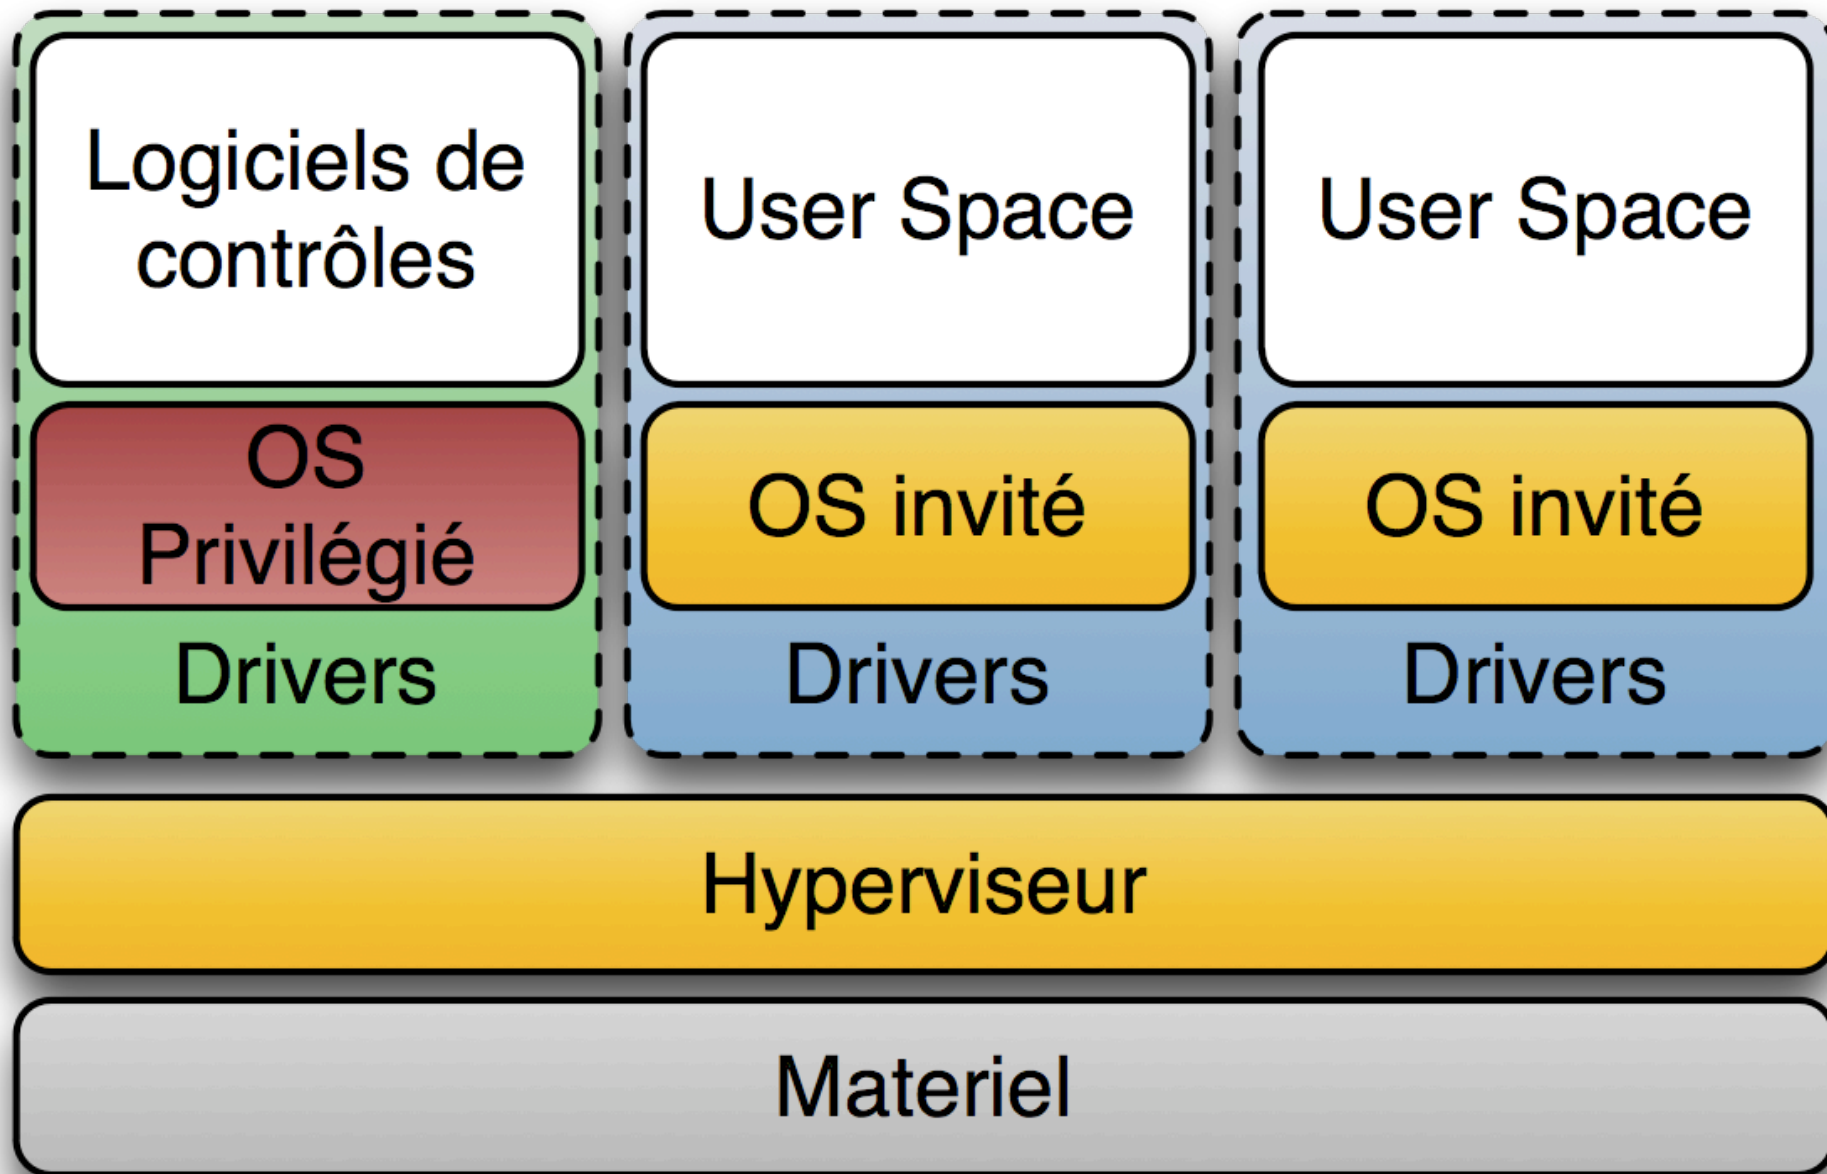 Logiciels de
contrôles
OS
Privilégié
Drivers
User Space
OS invité
Drivers
User Space
OS invité
Drivers
Hyperviseur
Materiel